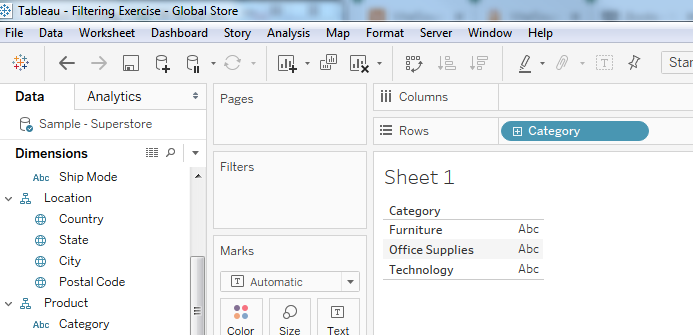 Tableau - Filtering Exercise - Global Store
File Data Worksheet Dashboard Story Analysis Map Format Server Window Help
Data Analytics
Sample - Superstore
Dimensions
Abc Ship Mode
Location
Country
State
City
Postal Code
Product
Abc Category
Pages
Filters
Marks
Automatic
Color Size Text
Columns
Rows Category
Sheet 1
Category
Furniture Abc
Office Supplies Abc
Technology Abc